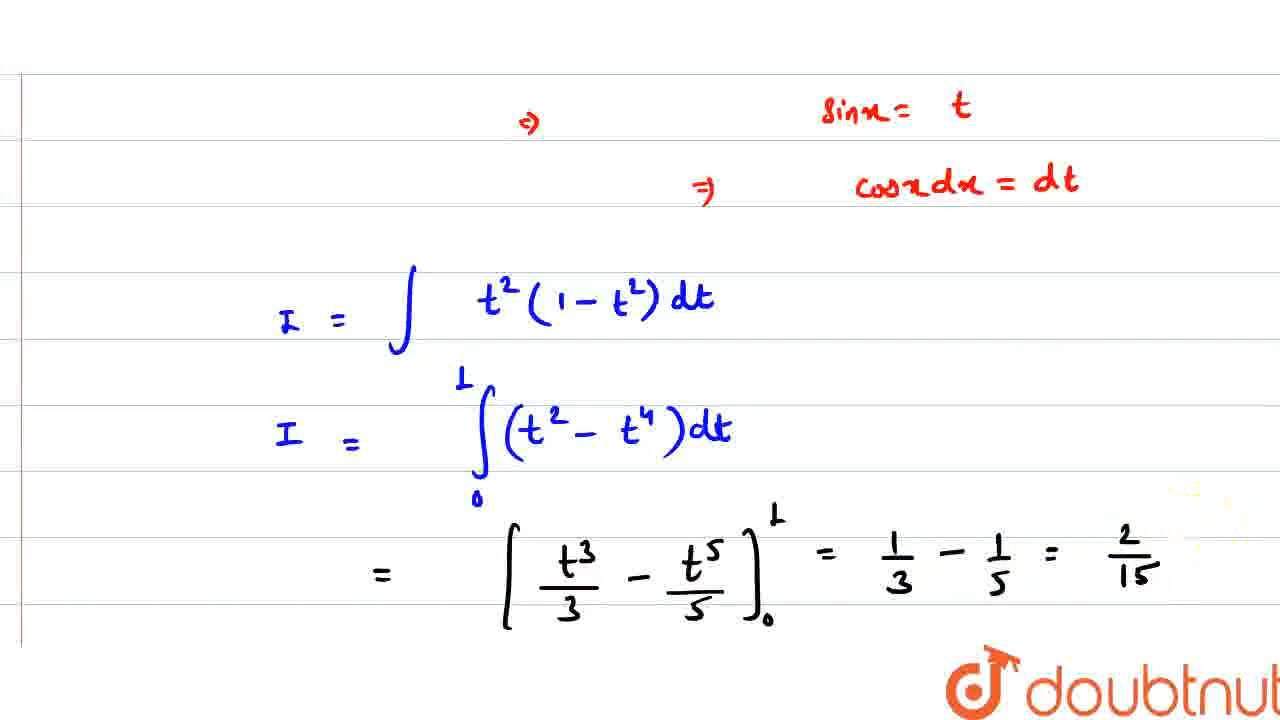 ⇒ sinx = t
⇒ cosx dx = dt
I = ∫ t² (1 - t²) dt
I = ∫₀¹ (t² - t⁴) dt
= [t³/3 - t⁵/5]₀¹ = 1/3 - 1/5 = 2/15
doubtnut